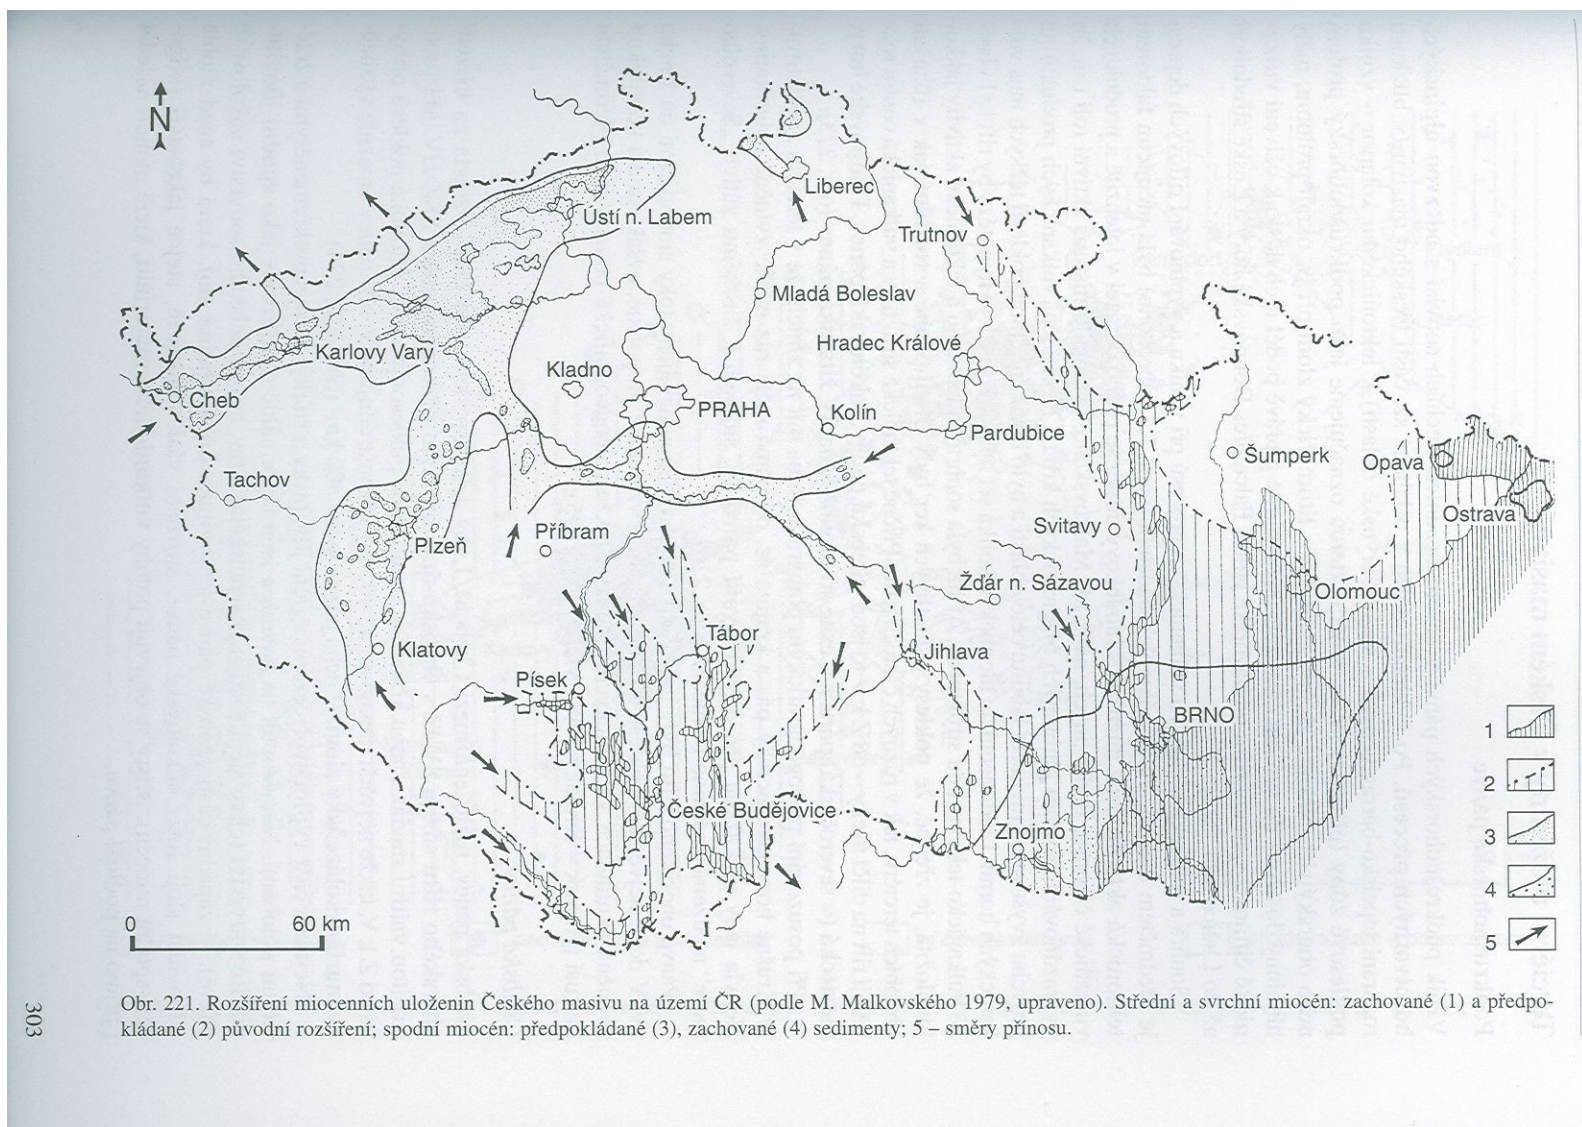 N
Liberec
Ústí n. Labem
Trutnov
Mladá Boleslav
Hradec Králové
Karlovy Vary
Kladno
Cheb
PRAHA
Kolín
Pardubice
Šumperk
Opava
Tachov
Ostrava
Svitavy
Příbram
Plzeň
Žďár n. Sázavou
Olomouc
Tábor
Klatovy
Jihlava
Písek
BRNO
1
2
České Budějovice
Znojmo
3
4
5
0 60 km
Obr. 221. Rozšíření miocenních uloženin Českého masivu na území ČR (podle M. Malkovského 1979, upraveno). Střední a svrchní miocén: zachované (1) a předpo-
kládané (2) původní rozšíření; spodní miocén: předpokládané (3), zachované (4) sedimenty; 5 – směry přínosu.
303